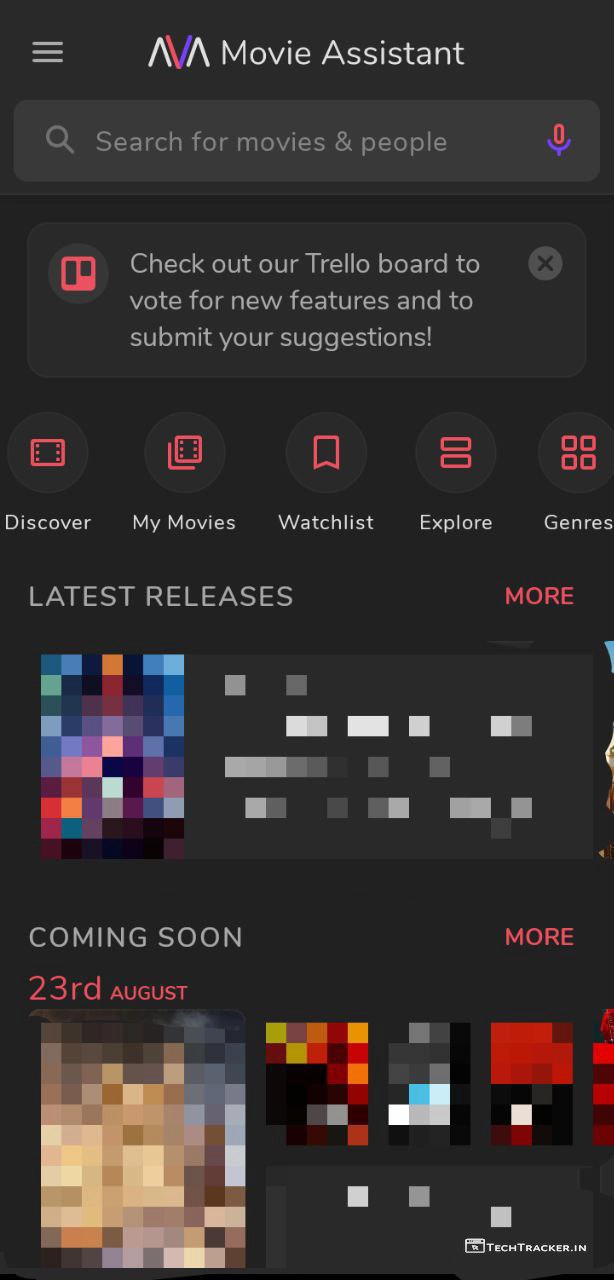 AVA Movie Assistant
Search for movies & people
Check out our Trello board to
vote for new features and to
submit your suggestions!
Discover My Movies Watchlist Explore Genres
LATEST RELEASES MORE
COMING SOON MORE
23rd AUGUST
TECHTRACKER.IN